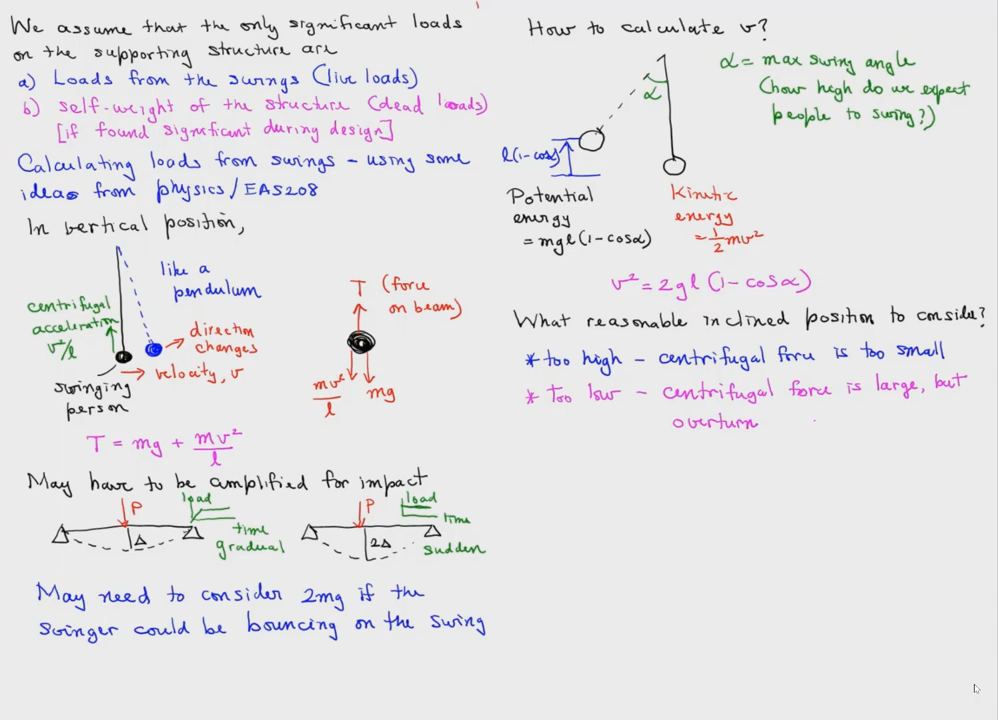 We assume that the only significant loads
on the supporting structure are
a) Loads from the swings (live loads)
b) self-weight of the structure (dead loads)
[if found significant during design]
Calculating loads from swings - using some
ideas from physics/EAS208
In vertical position,
like a
pendulum
centrifugal
acceleration
v²/l
direction
changes
velocity, v
swinging
person
T (force
on beam)
mv²/l
mg
T = mg + mv²/l
May have to be amplified for impact
P
load
time
Δ
gradual
P
load
time
2Δ
sudden
May need to consider 2mg if the
swinger could be bouncing on the swing
How to calculate v?
α = max swing angle
(how high do we expect
people to swing?)
α
l(1-cosα)
Potential
energy
= mgl(1-cosα)
Kinetic
energy
= 1/2 mv²
v² = 2gl (1-cosα)
What reasonable inclined position to consider?
* too high - centrifugal force is too small
* Too low - centrifugal force is large, but
overturn